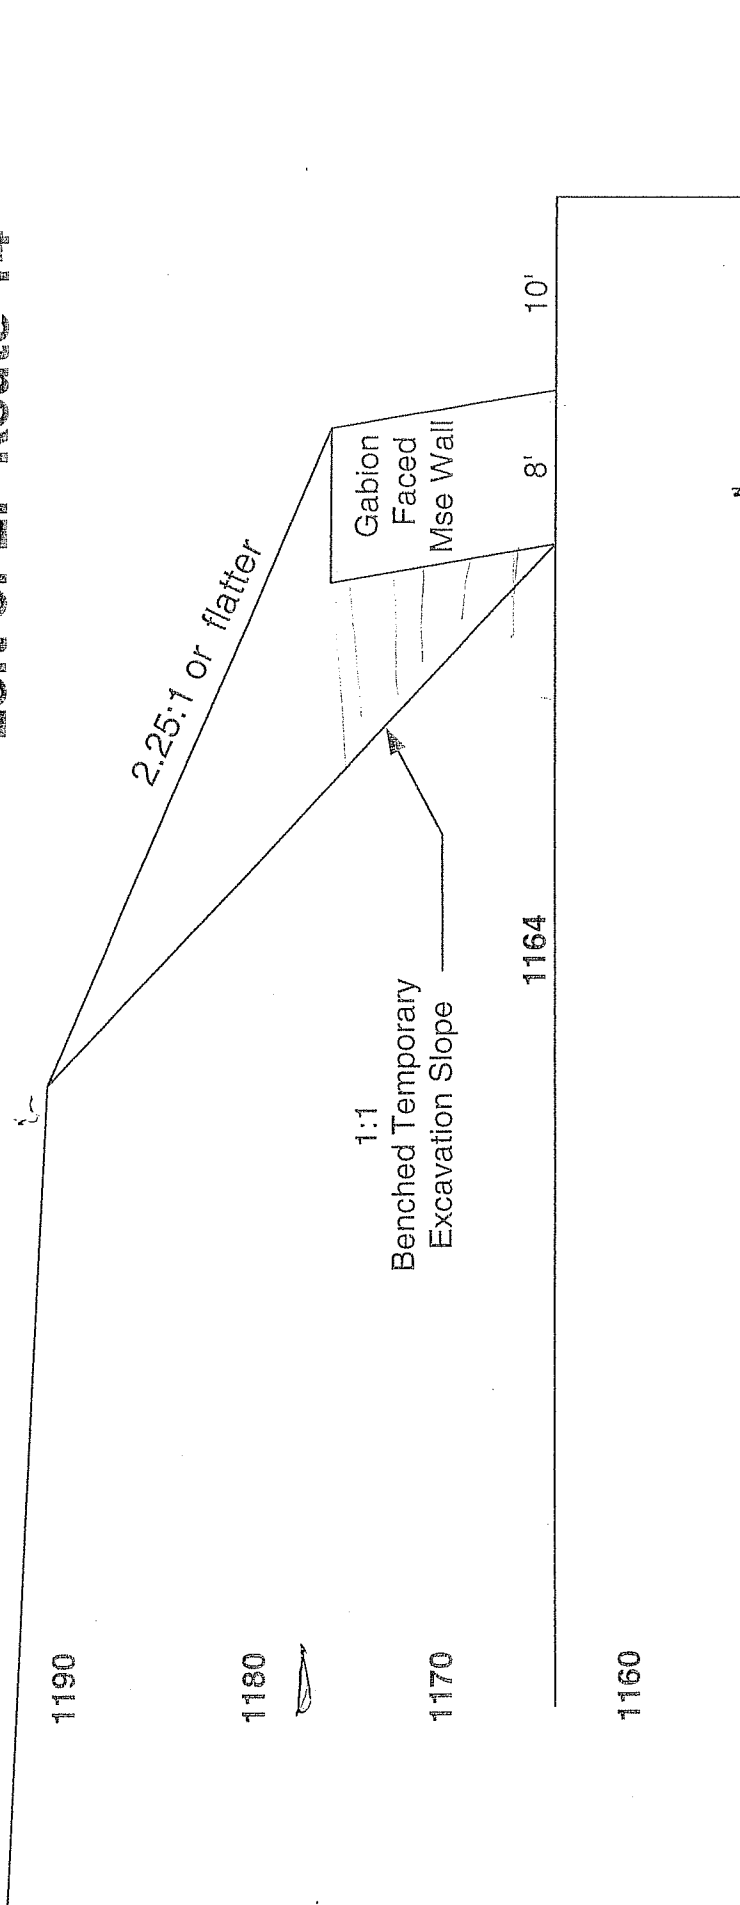 2.25:1 or flatter
Gabion
Faced
Mse Wall
8'
10'
1:1
Benched Temporary
Excavation Slope
1164
1190
1180
1170
1160